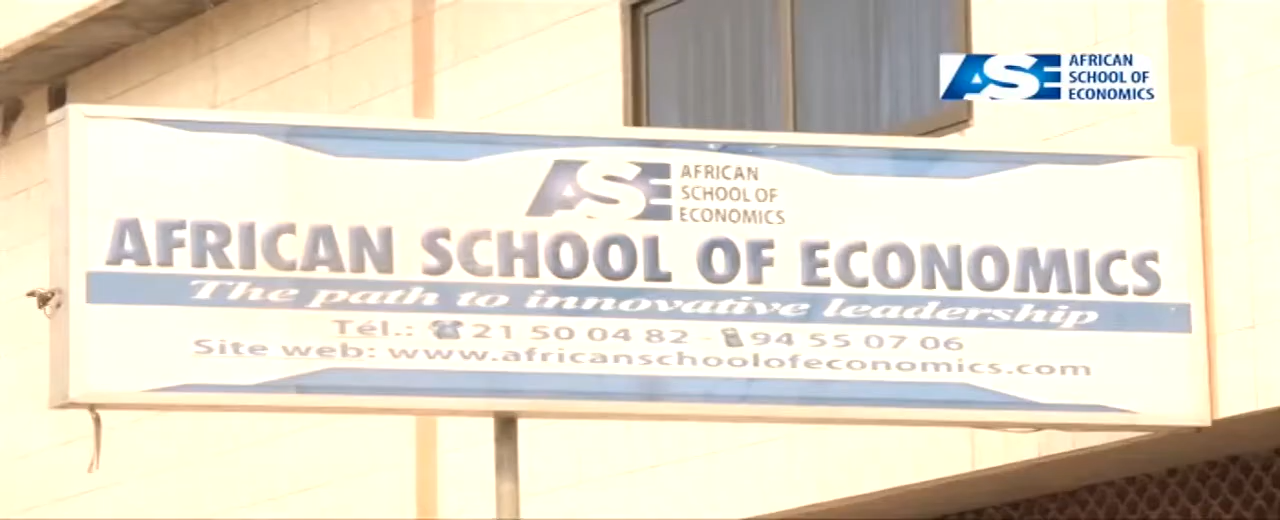 ASE
AFRICAN
SCHOOL OF
ECONOMICS
ASE
AFRICAN
SCHOOL OF
ECONOMICS
AFRICAN SCHOOL OF ECONOMICS
The path to innovative leadership
Tél.: 21 50 04 82 - 94 55 07 06
Site web: www.africanschoolofeconomics.com